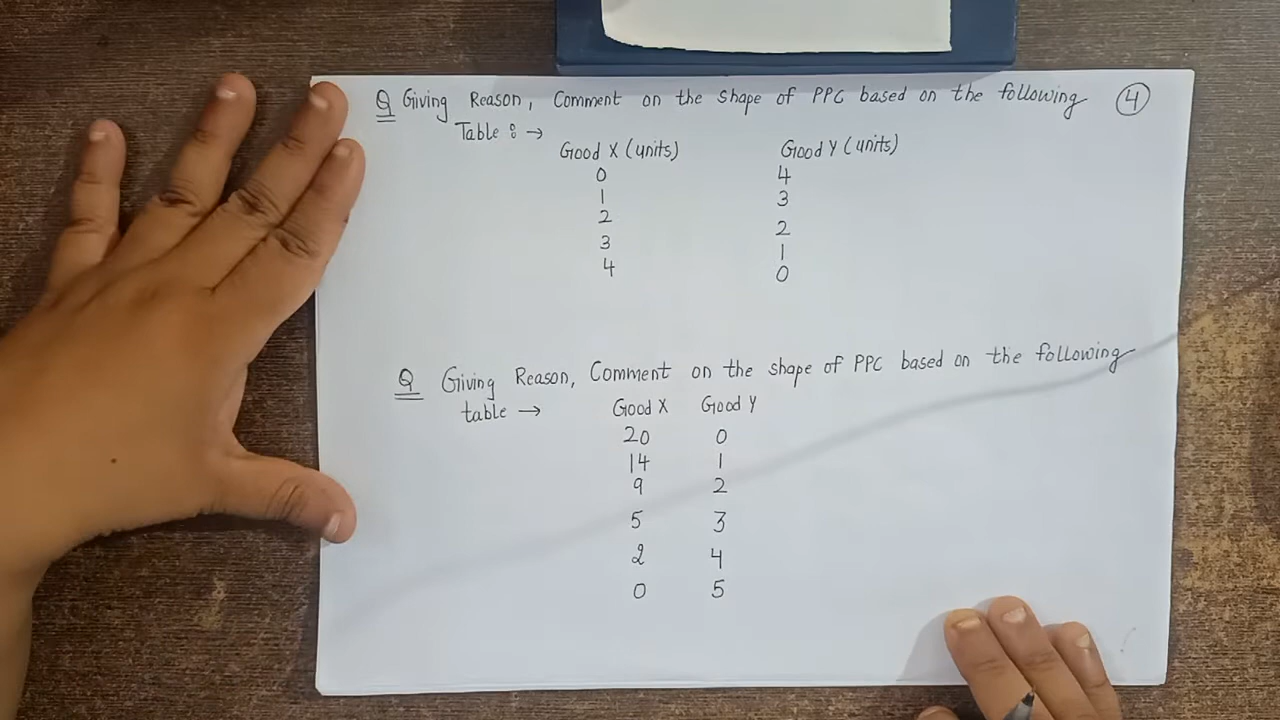 Q Giving Reason, Comment on the shape of PPC based on the following 4
Table : →
Good X (units) Good Y (units)
0 4
1 3
2 2
3 1
4 0
Q Giving Reason, Comment on the shape of PPC based on the following
table →
Good X Good Y
20 0
14 1
9 2
5 3
2 4
0 5